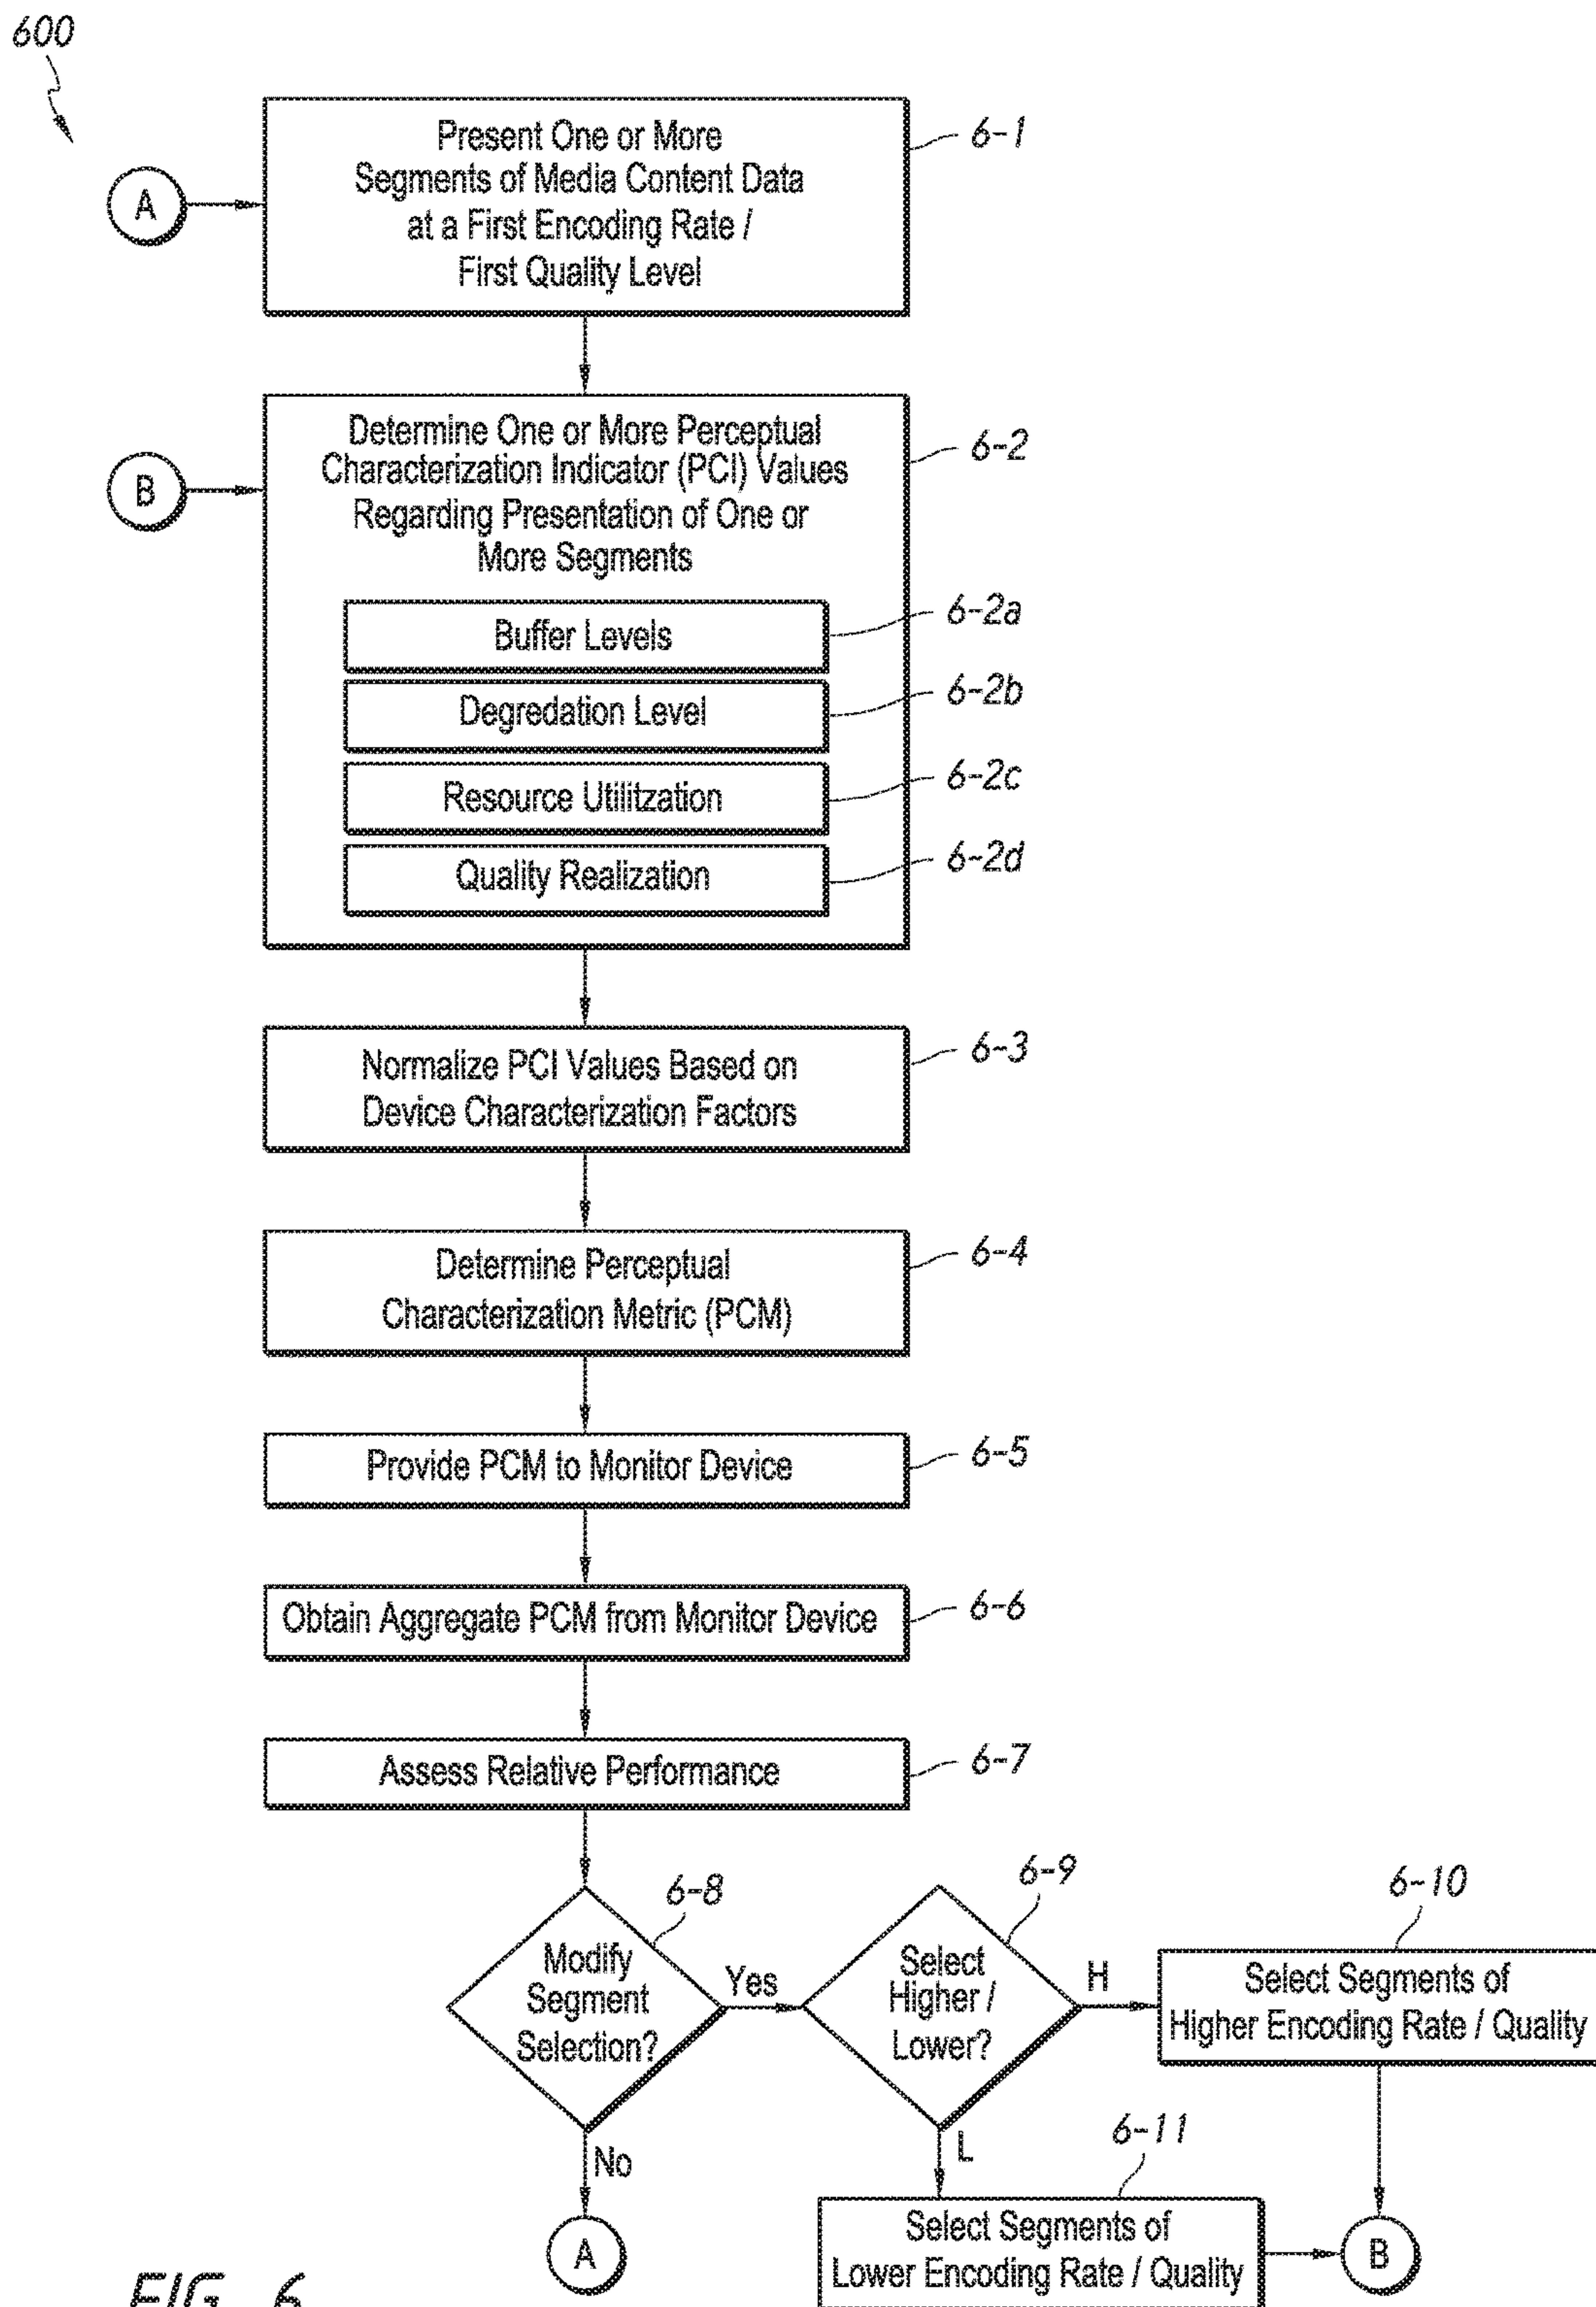 600
Present One or More
Segments of Media Content Data
at a First Encoding Rate /
First Quality Level
6-1
A
Determine One or More Perceptual
Characterization Indicator (PCI) Values
Regarding Presentation of One or
More Segments
6-2
B
Buffer Levels
6-2a
Degredation Level
6-2b
Resource Utilitzation
6-2c
Quality Realization
6-2d
Normalize PCI Values Based on
Device Characterization Factors
6-3
Determine Perceptual
Characterization Metric (PCM)
6-4
Provide PCM to Monitor Device
6-5
Obtain Aggregate PCM from Monitor Device
6-6
Assess Relative Performance
6-7
Modify
Segment
Selection?
6-8
Yes
No
A
Select
Higher /
Lower?
6-9
H
L
Select Segments of
Higher Encoding Rate / Quality
6-10
Select Segments of
Lower Encoding Rate / Quality
6-11
B
FIG. 6